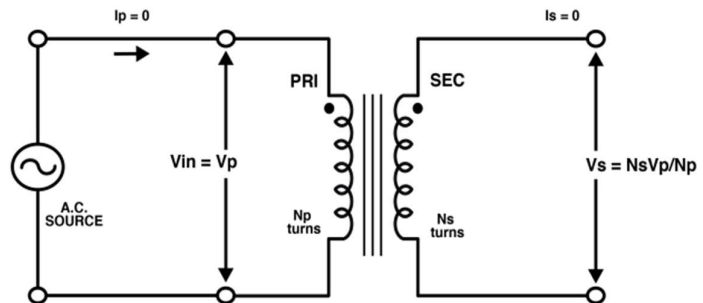 Ip = 0
Is = 0
PRI
SEC
Vin = Vp
Vs = NsVp/Np
A.C.
SOURCE
Np
turns
Ns
turns